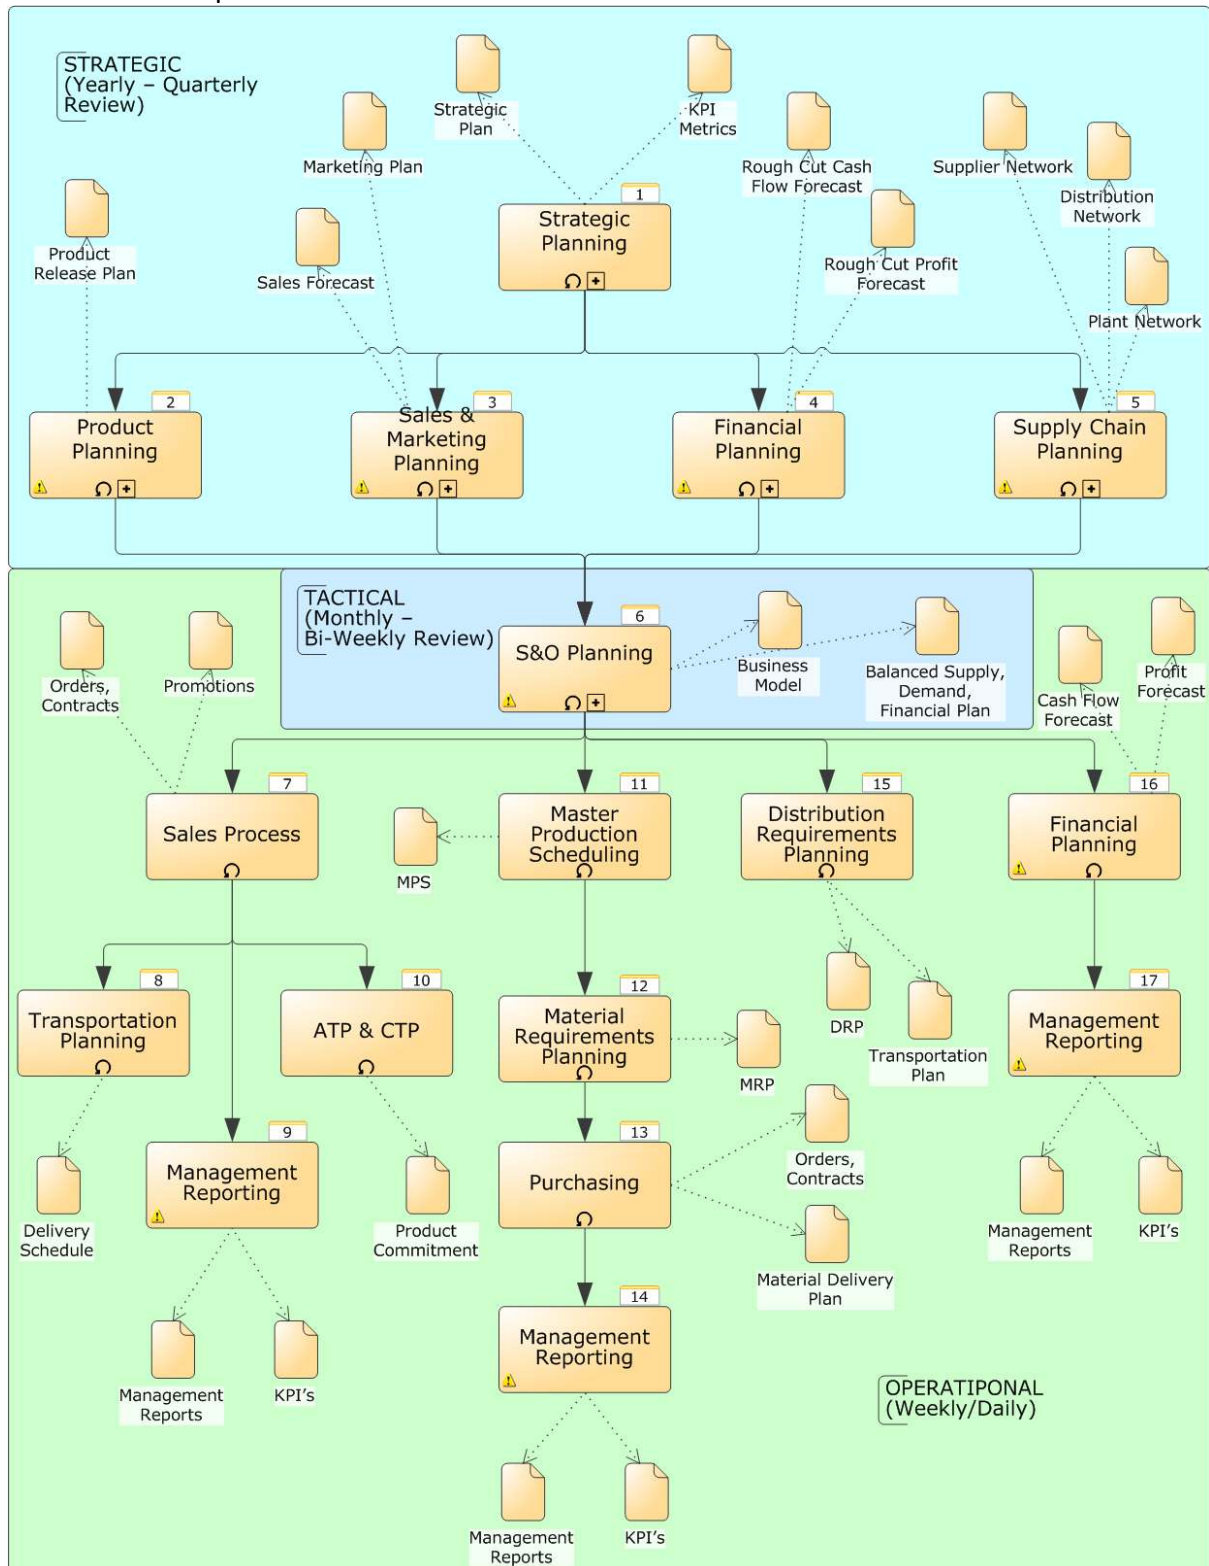 STRATEGIC
(Yearly – Quarterly
Review)
Strategic
Plan
KPI
Metrics
Marketing Plan
Rough Cut Cash
Flow Forecast
Supplier Network
Distribution
Network
Product
Release Plan
Sales Forecast
1
Strategic
Planning
Rough Cut Profit
Forecast
Plant Network
2
Product
Planning
3
Sales &
Marketing
Planning
4
Financial
Planning
5
Supply Chain
Planning
TACTICAL
(Monthly –
Bi-Weekly Review)
6
S&O Planning
Business
Model
Balanced Supply,
Demand,
Financial Plan
Orders,
Contracts
Promotions
Cash Flow
Forecast
Profit
Forecast
7
Sales Process
MPS
11
Master
Production
Scheduling
15
Distribution
Requirements
Planning
16
Financial
Planning
8
Transportation
Planning
10
ATP & CTP
12
Material
Requirements
Planning
MRP
DRP
Transportation
Plan
17
Management
Reporting
9
Management
Reporting
13
Purchasing
Orders,
Contracts
Material Delivery
Plan
Delivery
Schedule
Product
Commitment
Management
Reports
KPI's
14
Management
Reporting
Management
Reports
KPI's
OPERATIPONAL
(Weekly/Daily)
Management
Reports
KPI's